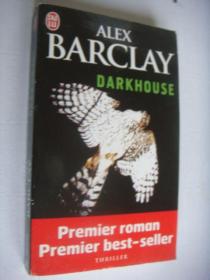 ALEX
BARCLAY
DARKHOUSE
Premier roman
Premier best-seller
THRILLER